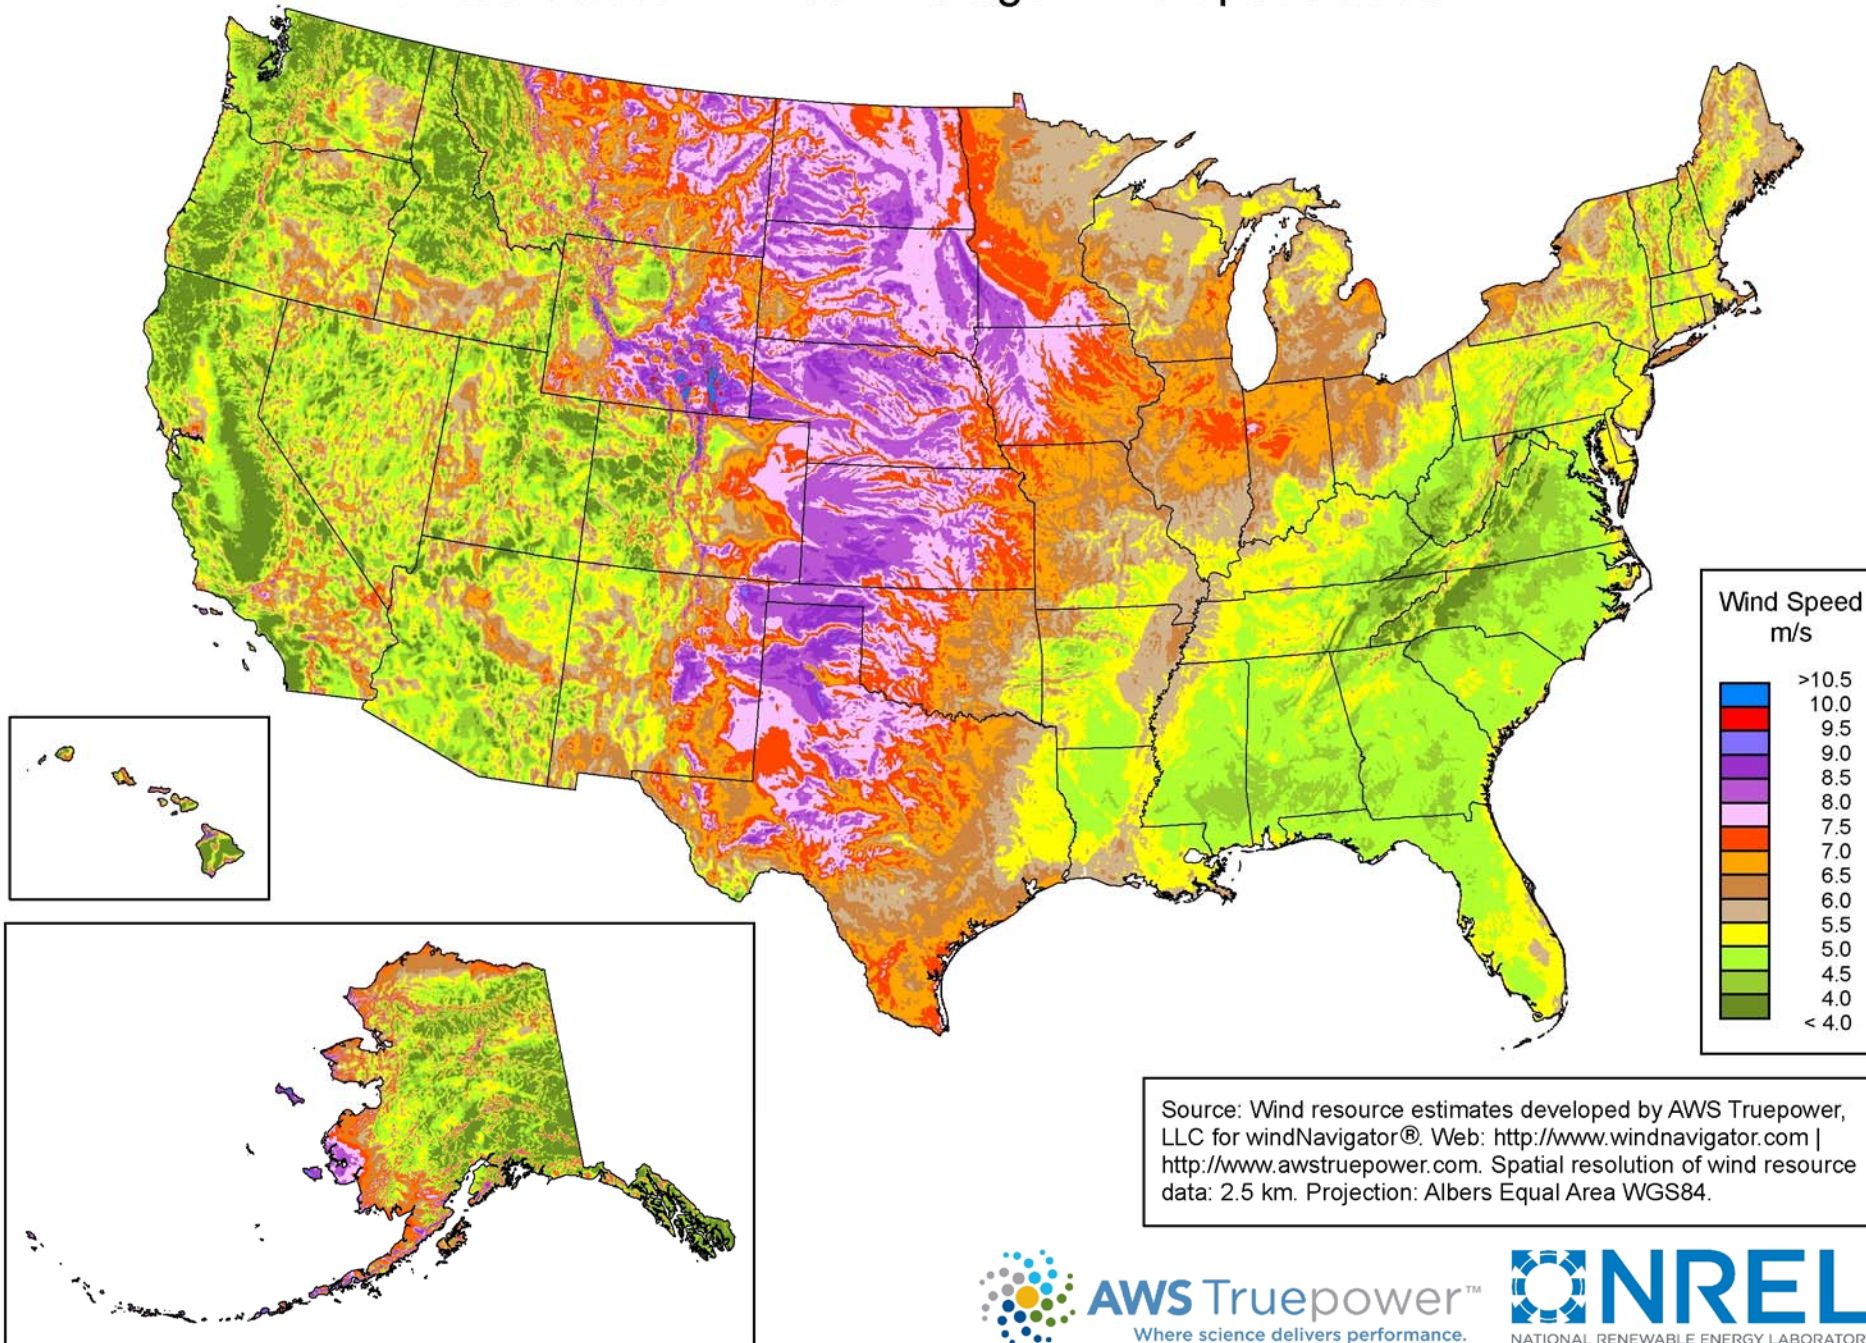 Wind Speed
m/s
>10.5
10.0
9.5
9.0
8.5
8.0
7.5
7.0
6.5
6.0
5.5
5.0
4.5
4.0
< 4.0
Source: Wind resource estimates developed by AWS Truepower,
LLC for windNavigator®. Web: http://www.windnavigator.com |
http://www.awstruepower.com. Spatial resolution of wind resource
data: 2.5 km. Projection: Albers Equal Area WGS84.
AWS Truepower™
Where science delivers performance.
NREL
NATIONAL RENEWABLE ENERGY LABORATOR